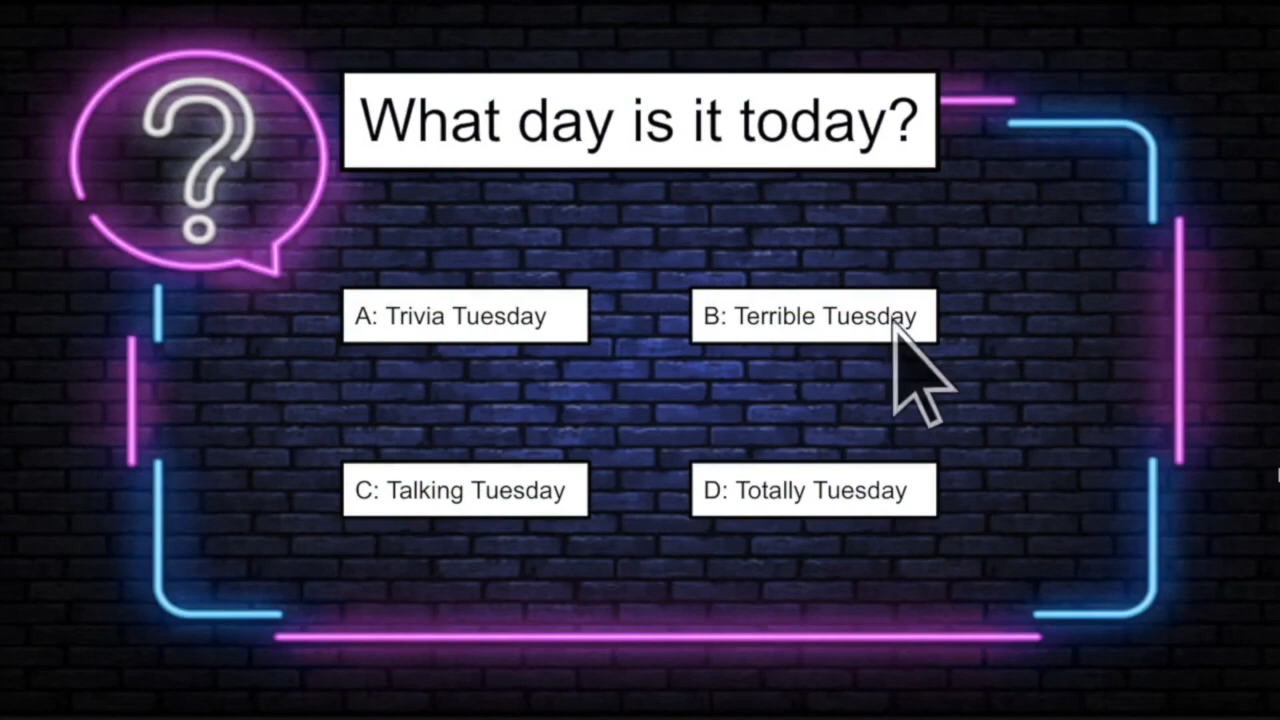 What day is it today?
A: Trivia Tuesday
B: Terrible Tuesday
C: Talking Tuesday
D: Totally Tuesday